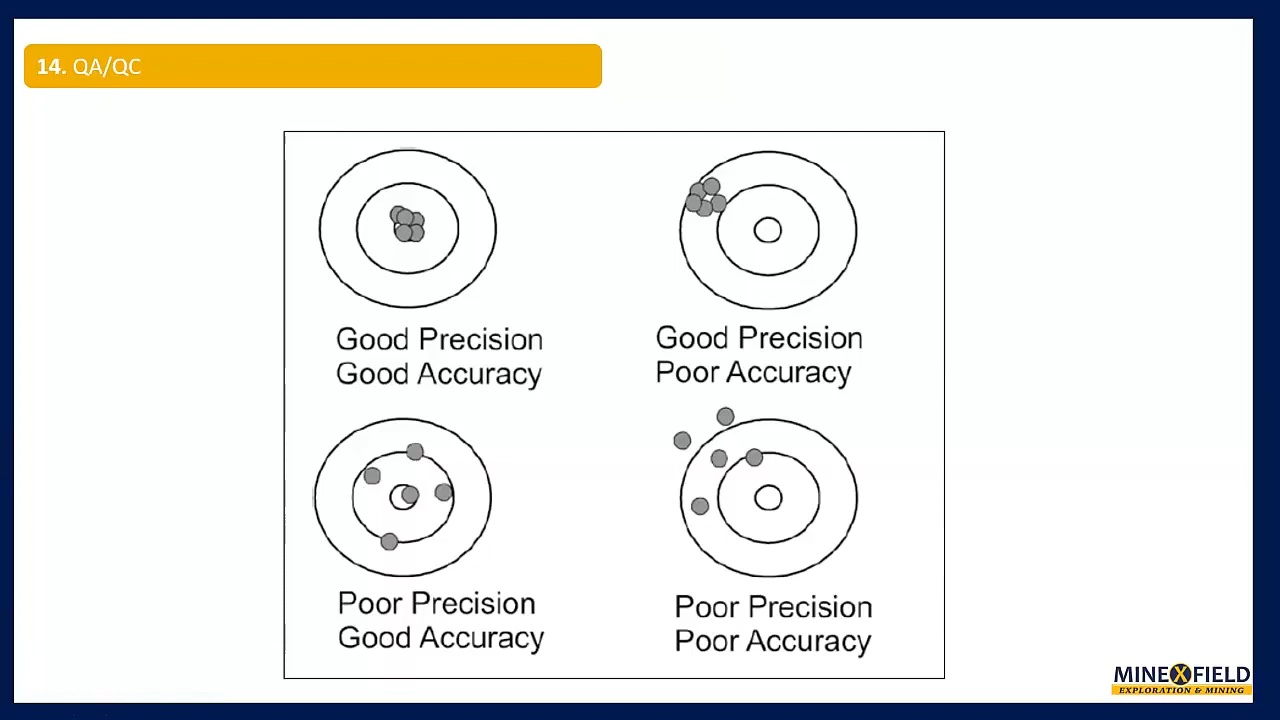 14. QA/QC
Good Precision
Good Accuracy
Good Precision
Poor Accuracy
Poor Precision
Good Accuracy
Poor Precision
Poor Accuracy
MINEXFIELD
EXPLORATION & MINING